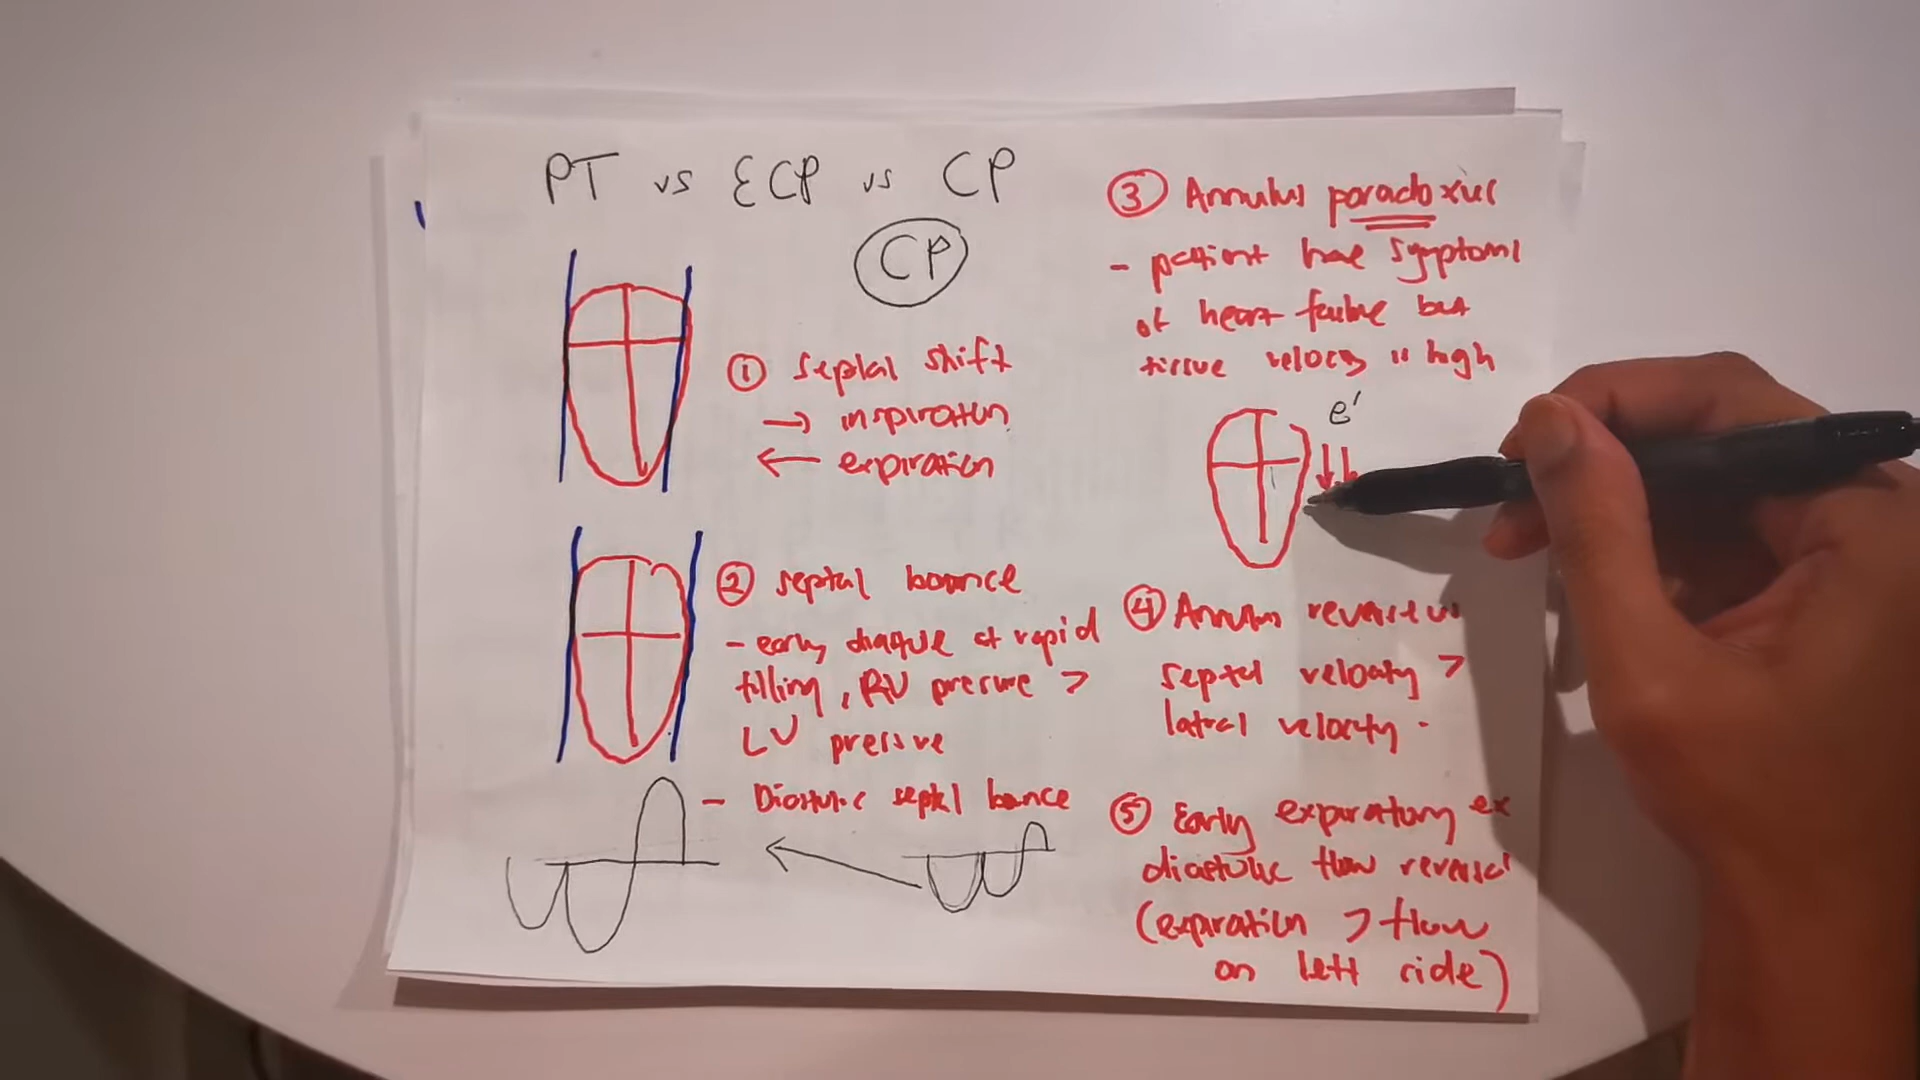 PT vs ECP vs CP
CP
① Septal shift
→ inspiration
← expiration
② septal bounce
- early diastole at rapid
filling, RV pressure >
LV pressure
- Diastolic septal bounce
③ Annulus paradoxus
- patient have symptoms
of heart failure but
tissue velocity is high
e'
④ Annulus reversus
septal velocity >
lateral velocity.
⑤ Early expiratory ex
diastolic flow reversal
(expiration > flow
on left side)